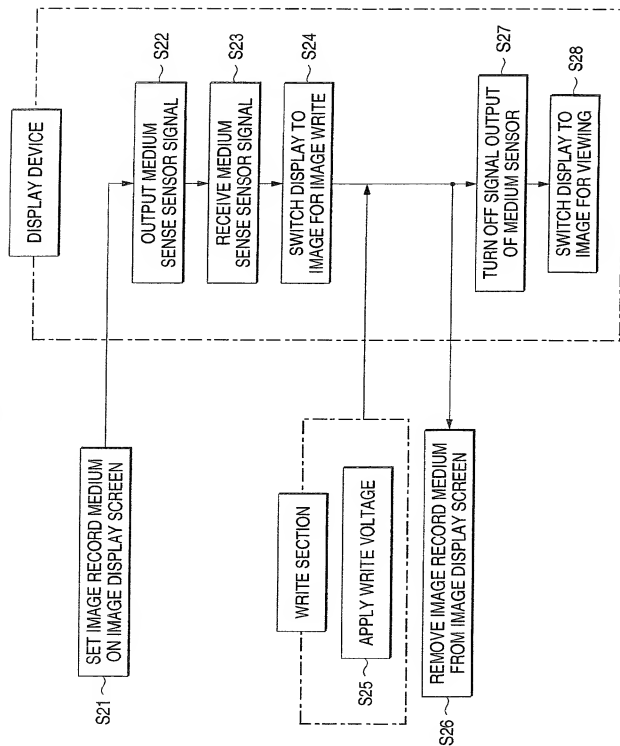 DISPLAY DEVICE
SET IMAGE RECORD MEDIUM
ON IMAGE DISPLAY SCREEN
S21
OUTPUT MEDIUM
SENSE SENSOR SIGNAL
S22
RECEIVE MEDIUM
SENSE SENSOR SIGNAL
S23
SWITCH DISPLAY TO
IMAGE FOR IMAGE WRITE
S24
WRITE SECTION
APPLY WRITE VOLTAGE
S25
REMOVE IMAGE RECORD MEDIUM
FROM IMAGE DISPLAY SCREEN
S26
TURN OFF SIGNAL OUTPUT
OF MEDIUM SENSOR
S27
SWITCH DISPLAY TO
IMAGE FOR VIEWING
S28